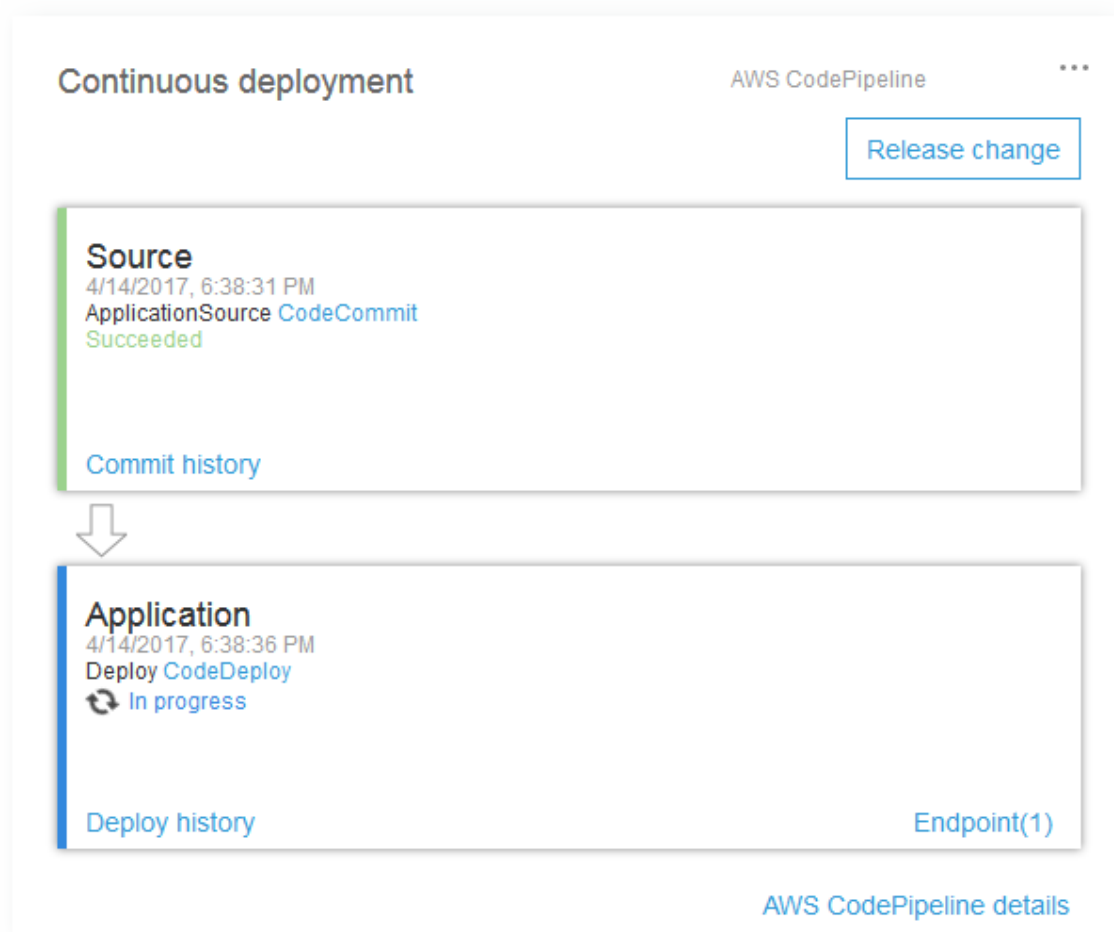 Continuous deployment
AWS CodePipeline
...
Release change
Source
4/14/2017, 6:38:31 PM
ApplicationSource CodeCommit
Succeeded
Commit history
Application
4/14/2017, 6:38:36 PM
Deploy CodeDeploy
In progress
Deploy history
Endpoint(1)
AWS CodePipeline details